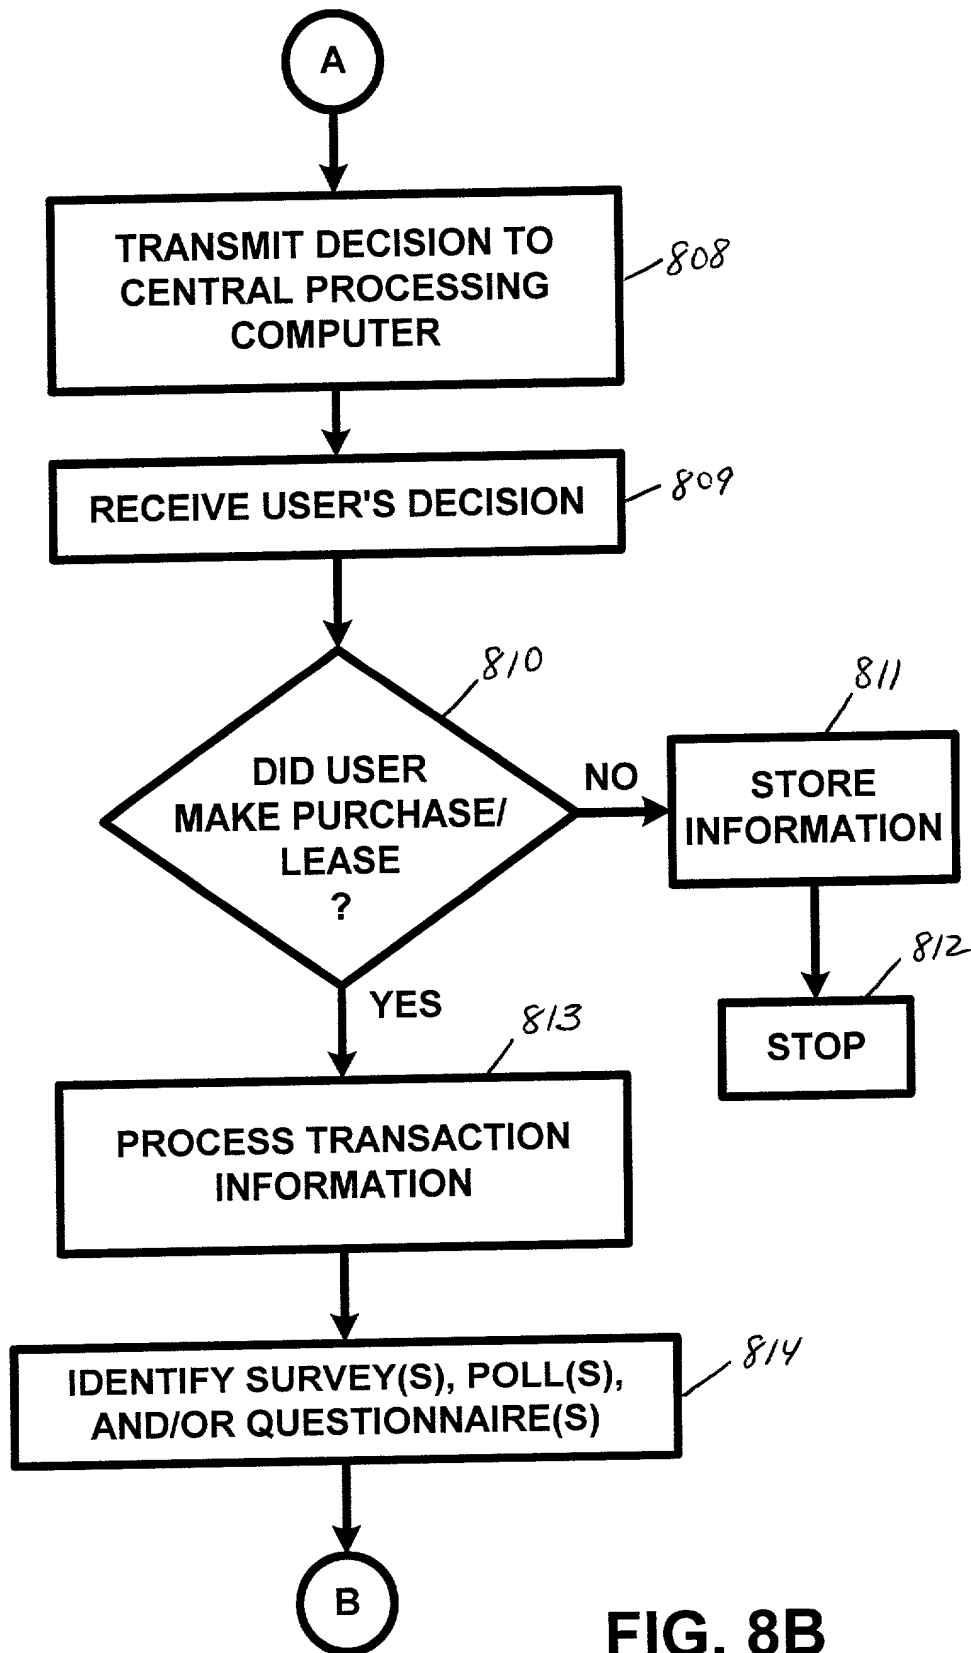 A
TRANSMIT DECISION TO
CENTRAL PROCESSING
COMPUTER
808
RECEIVE USER'S DECISION
809
810
DID USER
MAKE PURCHASE/
LEASE
?
NO
811
STORE
INFORMATION
812
STOP
YES
813
PROCESS TRANSACTION
INFORMATION
814
IDENTIFY SURVEY(S), POLL(S),
AND/OR QUESTIONNAIRE(S)
B
FIG. 8B